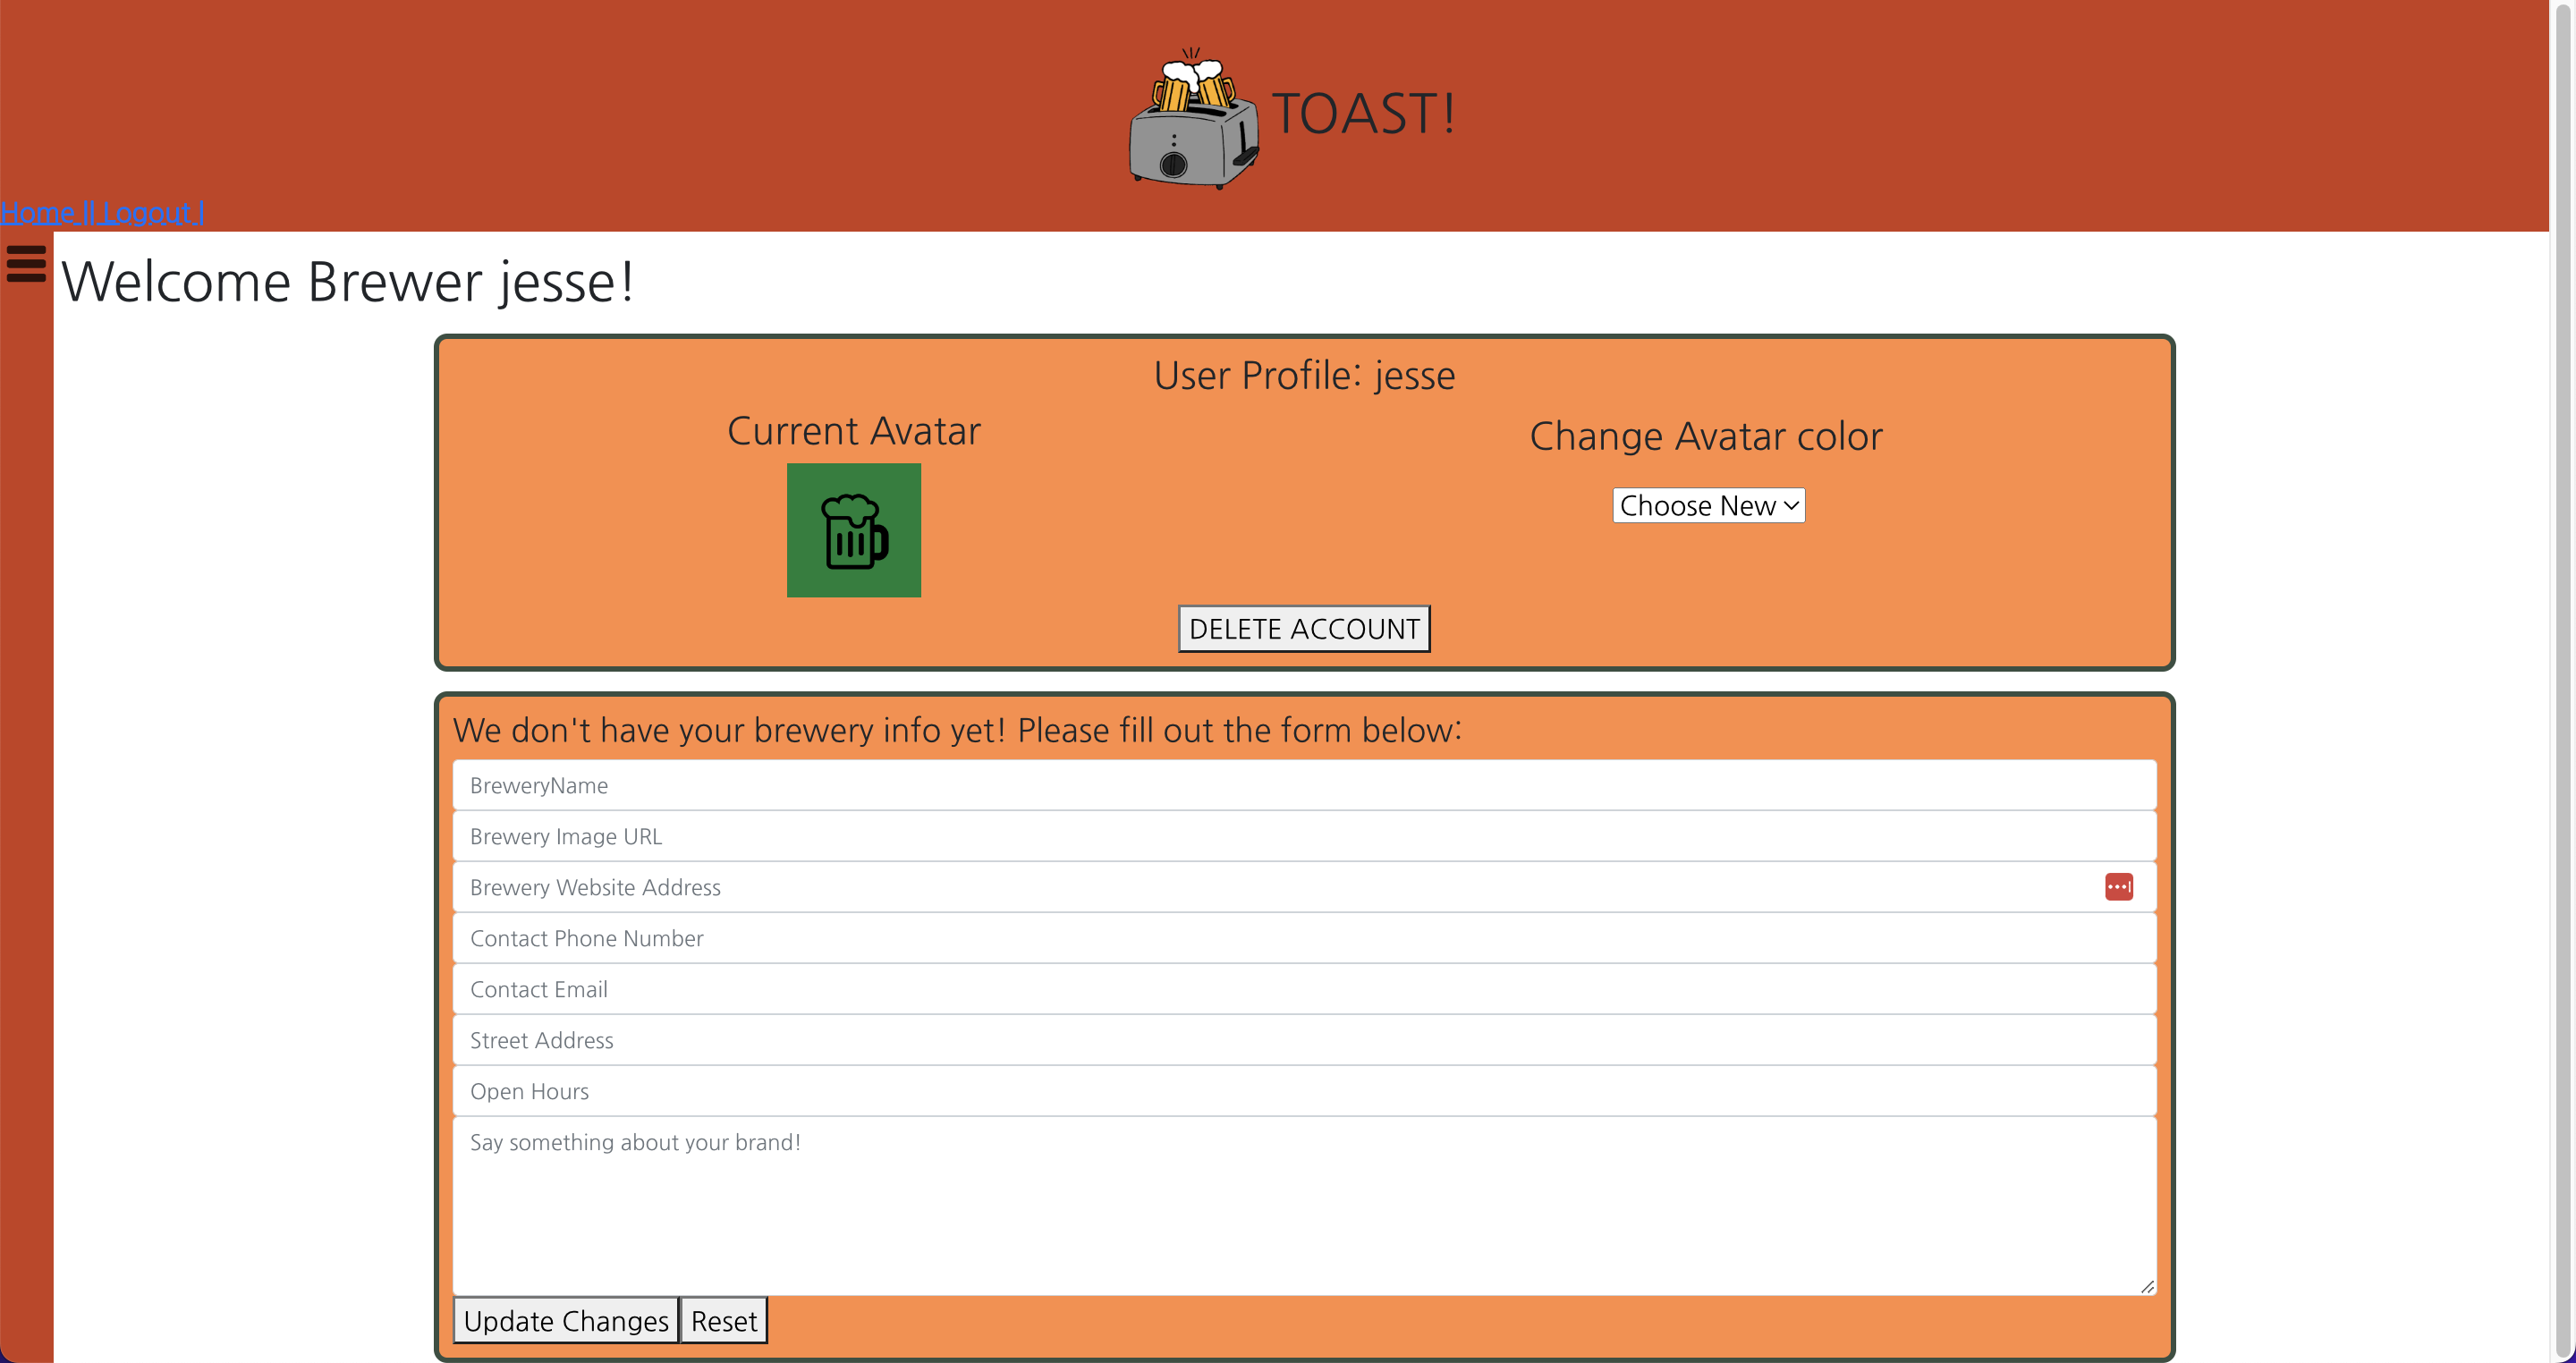 TOAST!
Home || Logout |
Welcome Brewer jesse!
User Profile: jesse
Current Avatar
Change Avatar color
Choose New
DELETE ACCOUNT
We don't have your brewery info yet! Please fill out the form below:
BreweryName
Brewery Image URL
Brewery Website Address
Contact Phone Number
Contact Email
Street Address
Open Hours
Say something about your brand!
Update Changes Reset